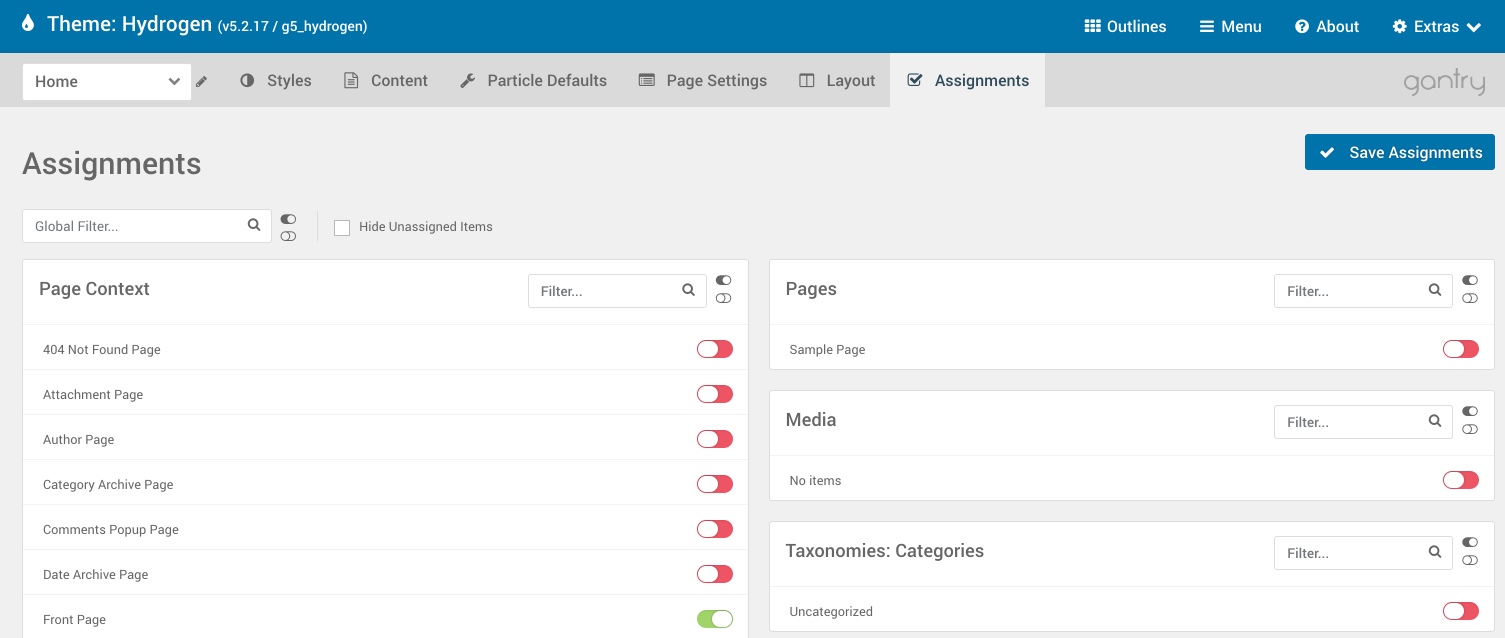 Theme: Hydrogen (v5.2.17 / g5_hydrogen)
Outlines
Menu
About
Extras
Home
Styles
Content
Particle Defaults
Page Settings
Layout
Assignments
gantry
Assignments
Save Assignments
Global Filter...
Hide Unassigned Items
Page Context
Filter...
404 Not Found Page
Attachment Page
Author Page
Category Archive Page
Comments Popup Page
Date Archive Page
Front Page
Pages
Filter...
Sample Page
Media
Filter...
No items
Taxonomies: Categories
Filter...
Uncategorized